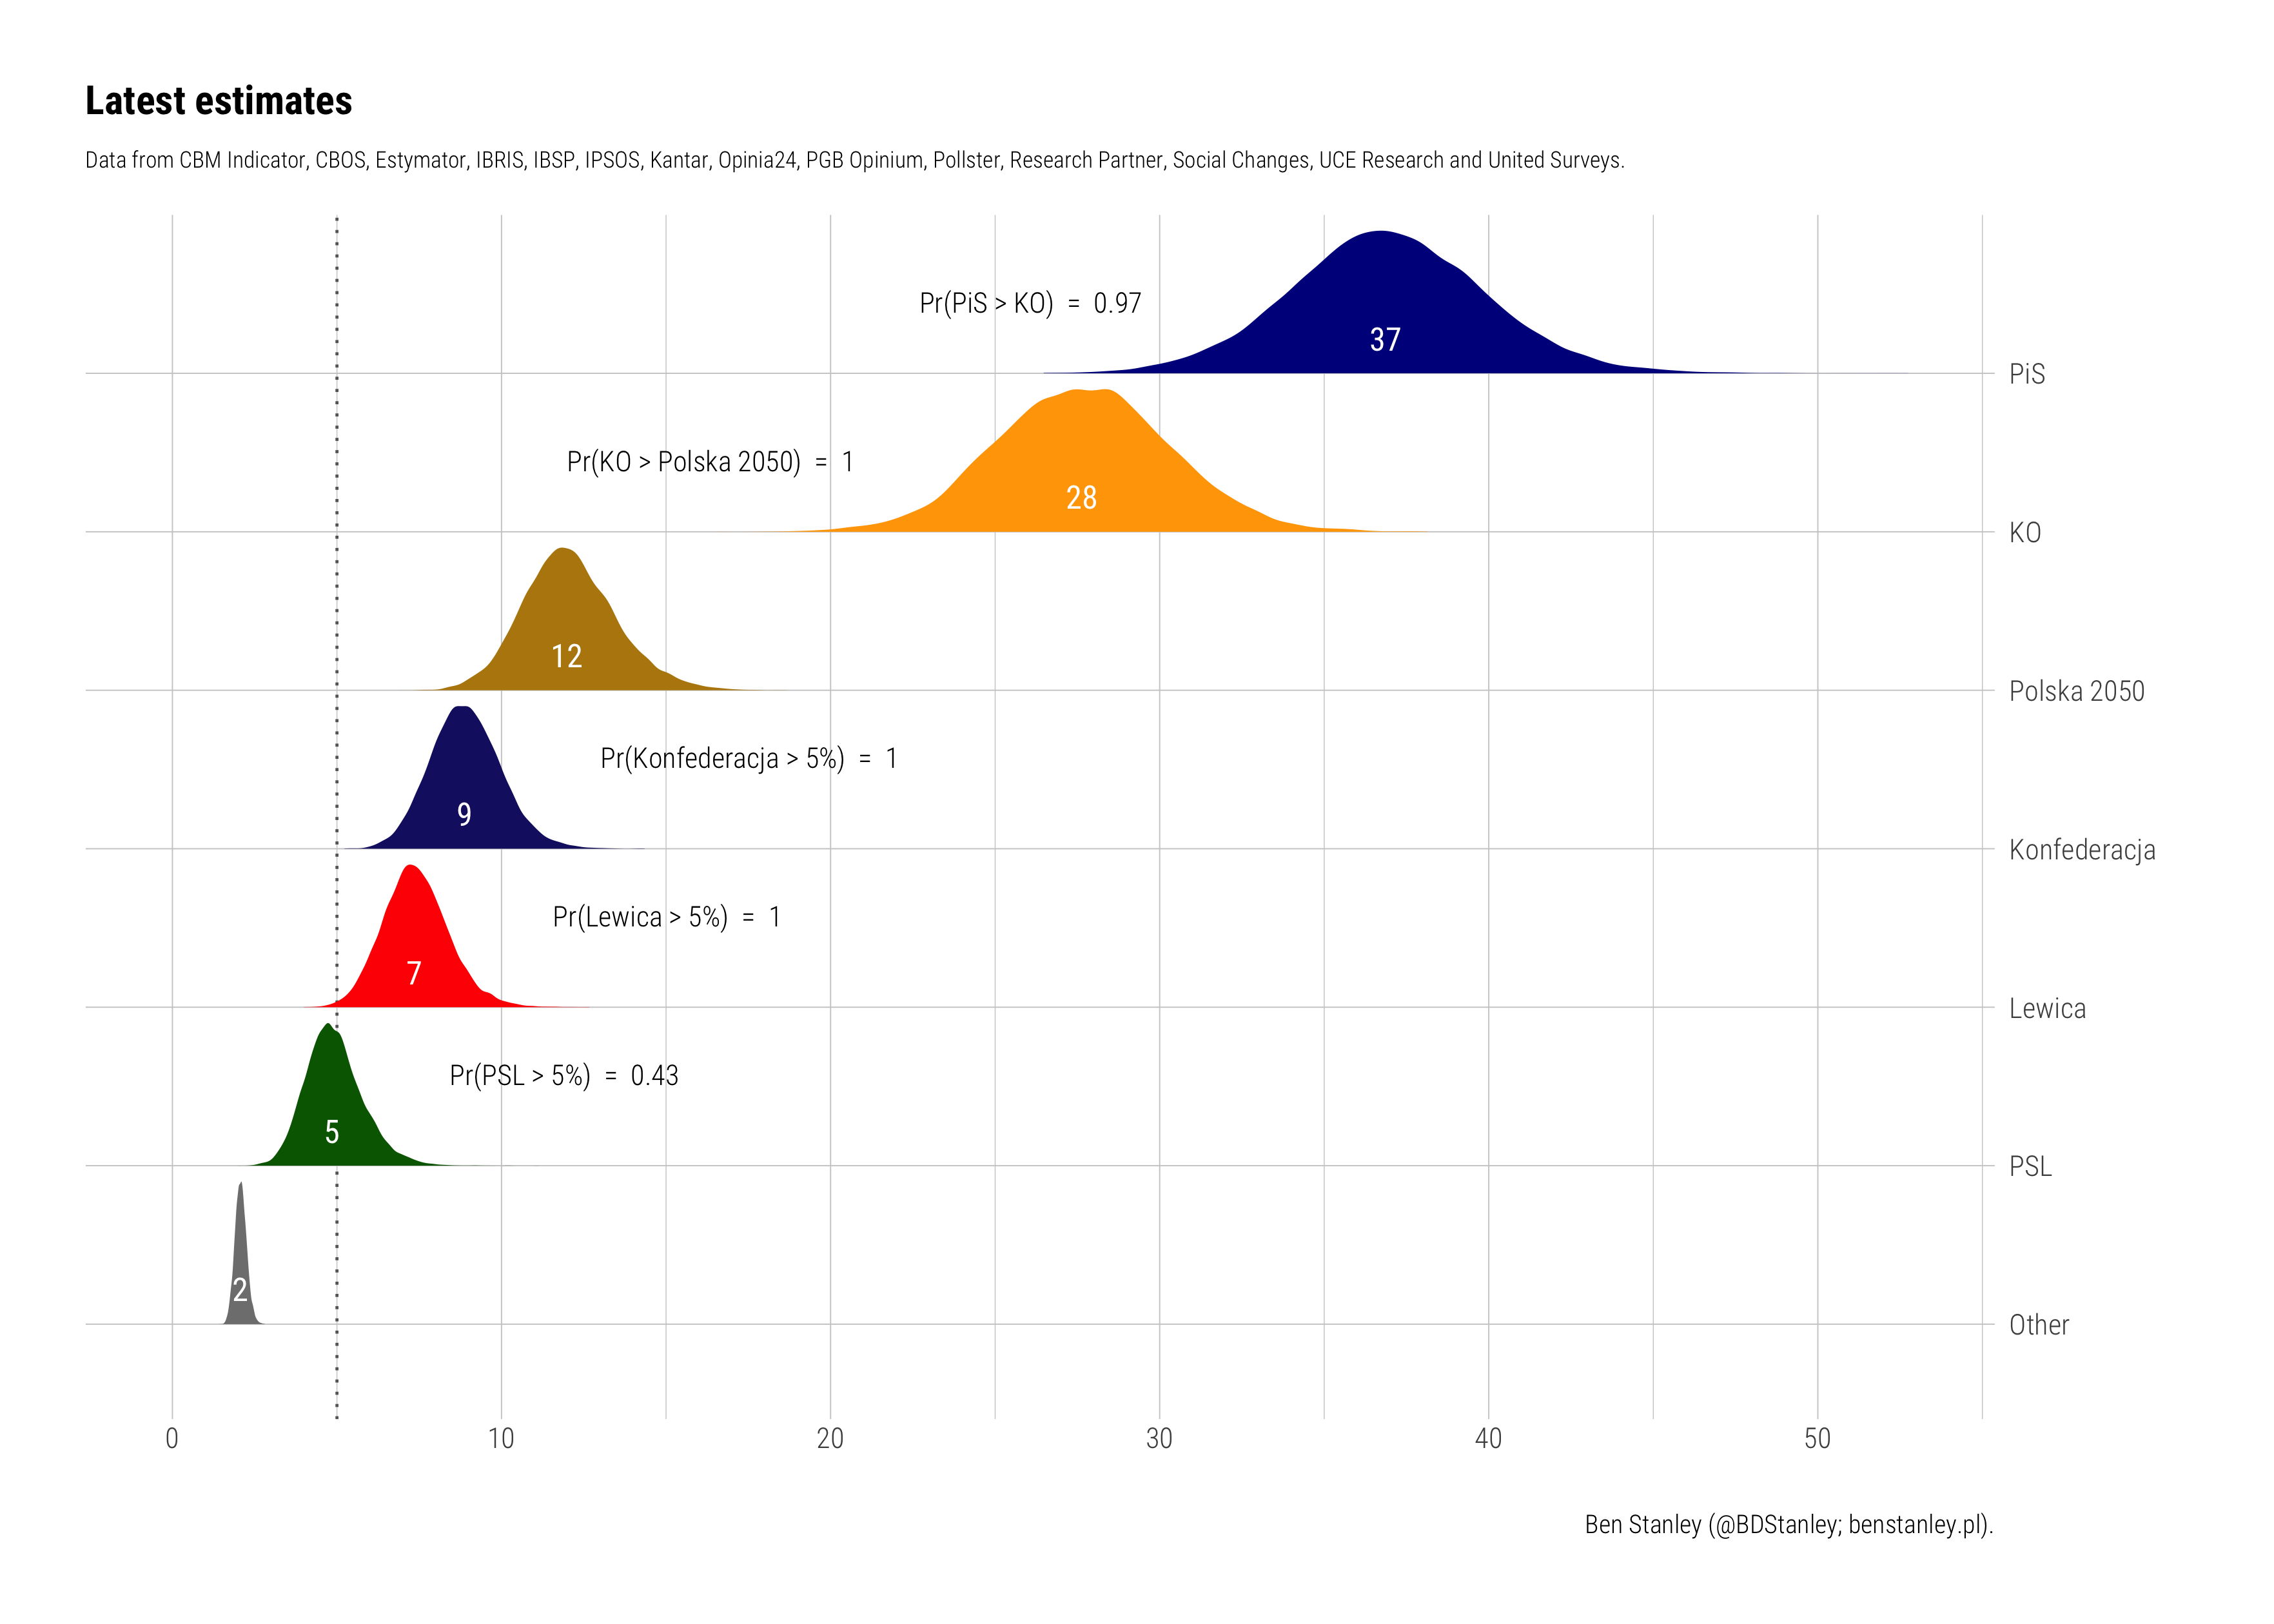 Latest estimates
Data from CBM Indicator, CBOS, Estymator, IBRIS, IBSP, IPSOS, Kantar, Opinia24, PGB Opinium, Pollster, Research Partner, Social Changes, UCE Research and United Surveys.
Pr(PiS > KO) = 0.97
37
PiS
Pr(KO > Polska 2050) = 1
28
KO
12
Polska 2050
Pr(Konfederacja > 5%) = 1
9
Konfederacja
Pr(Lewica > 5%) = 1
7
Lewica
Pr(PSL > 5%) = 0.43
5
PSL
2
Other
0 10 20 30 40 50
Ben Stanley (@BDStanley; benstanley.pl).